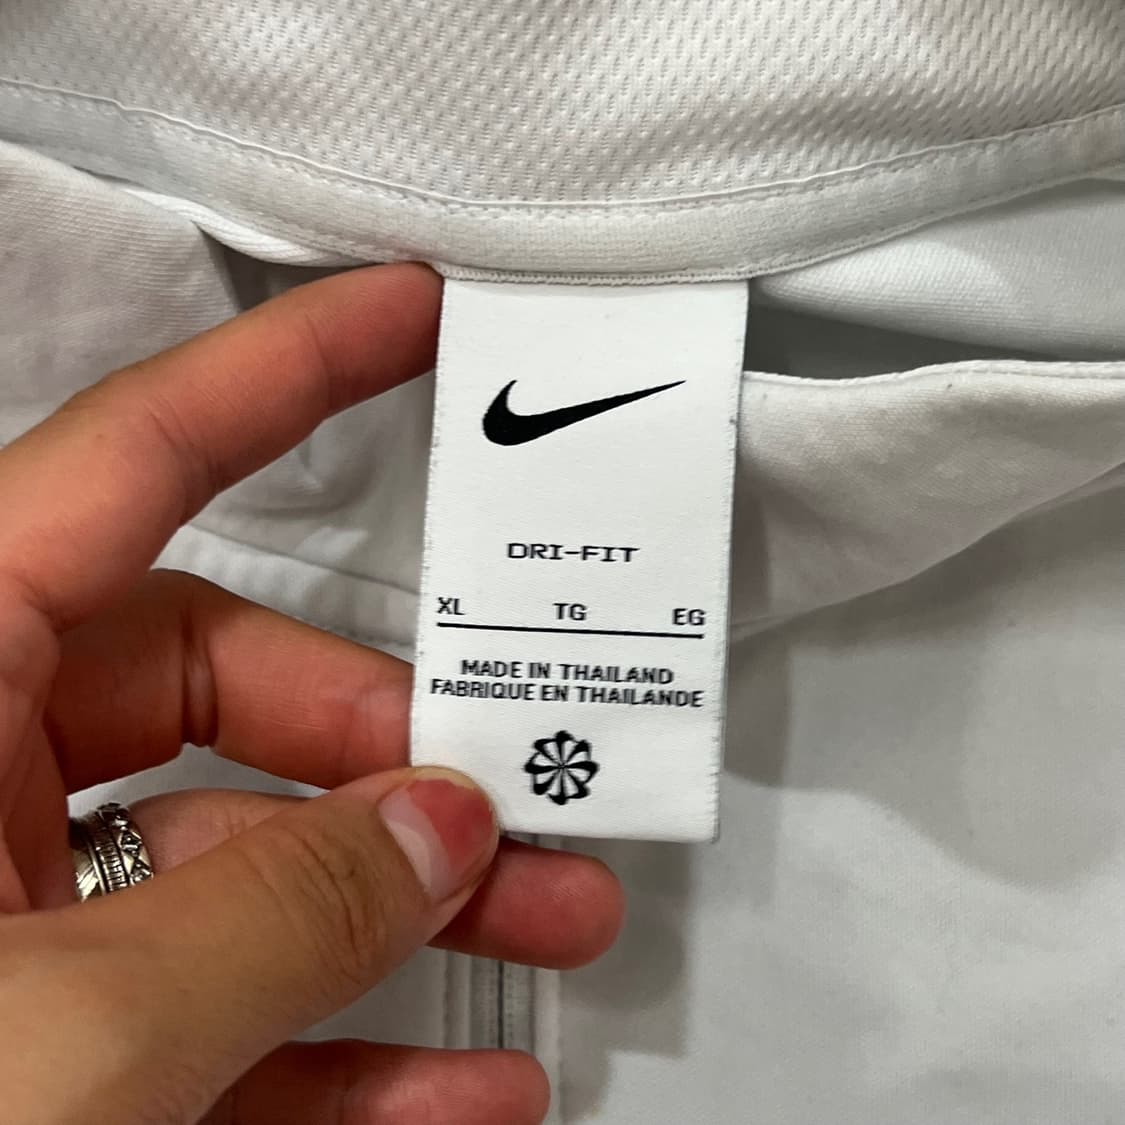 DRI-FIT
XL TG EG
MADE IN THAILAND
FABRIQUE EN THAILANDE